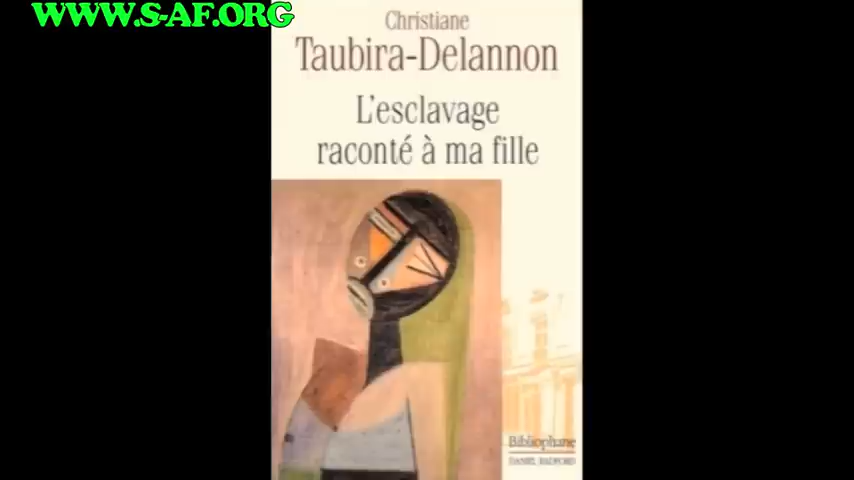 WWW.S-AF.ORG
Christiane
Taubira-Delannon
L'esclavage
raconté à ma fille
Bibliophane
DANIEL RADFORD